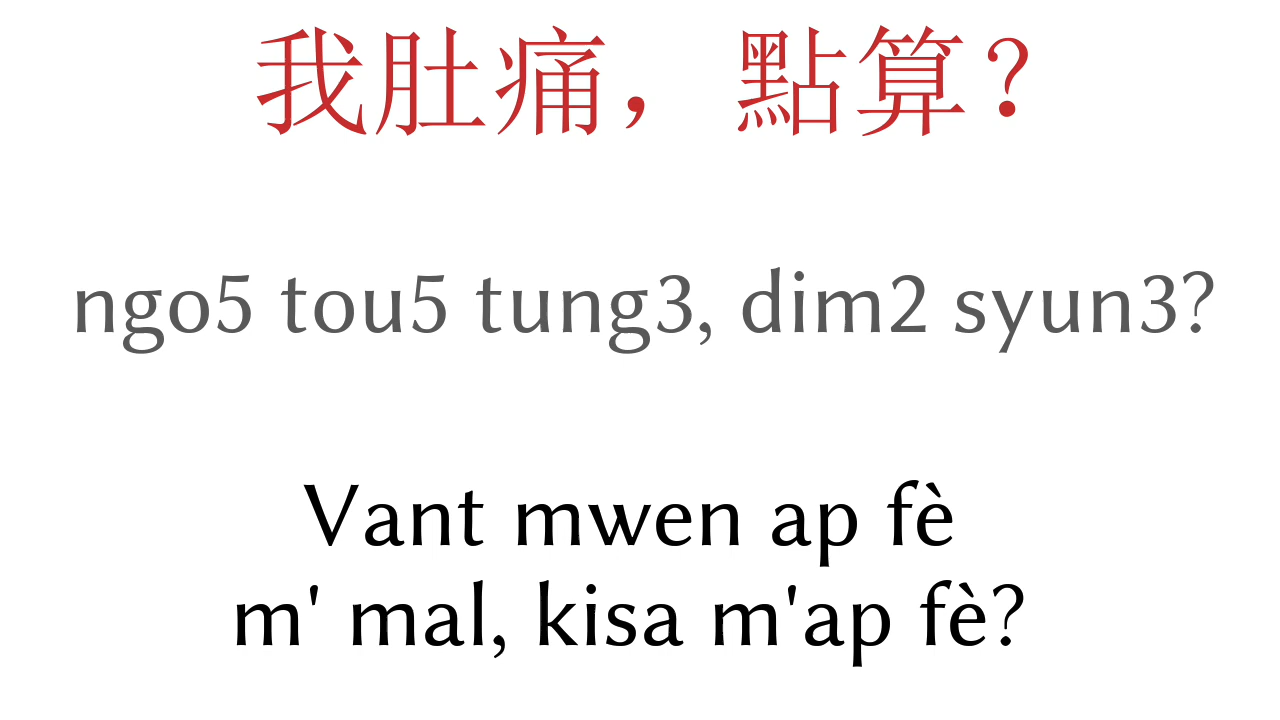 我肚痛，點算？
ngo5 tou5 tung3, dim2 syun3?
Vant mwen ap fè
m' mal, kisa m'ap fè?